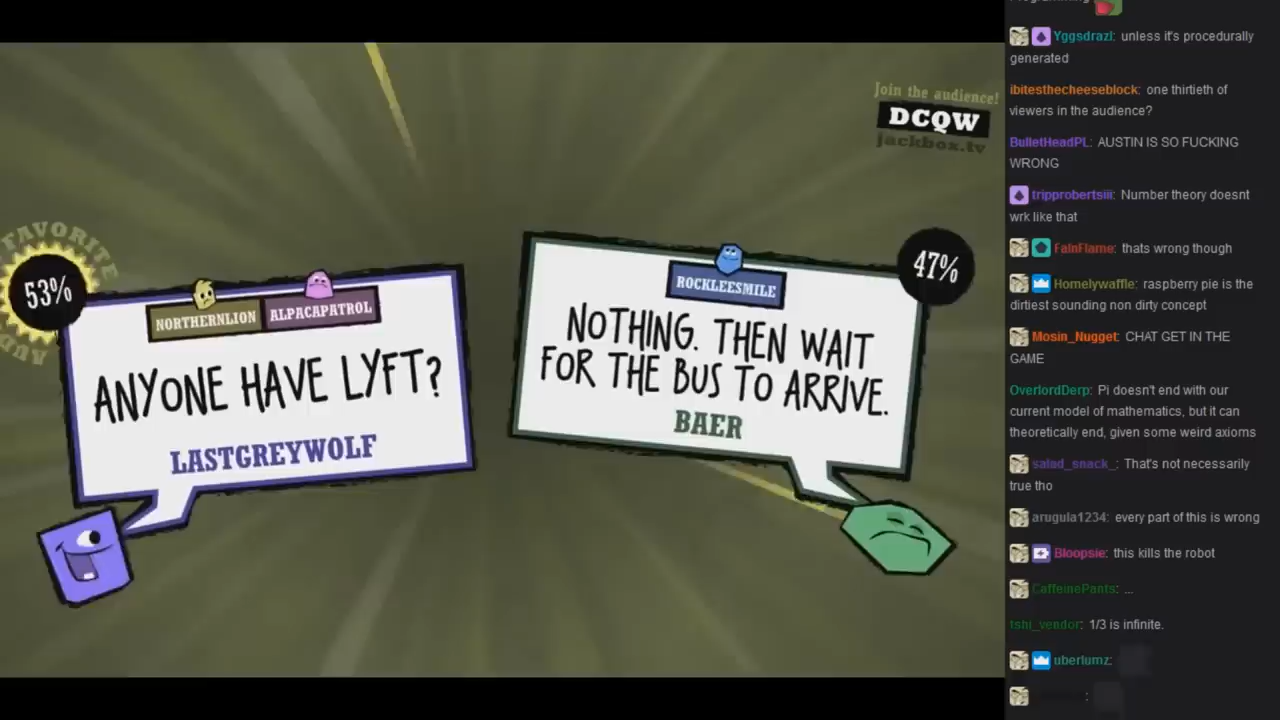 Join the audience!
DCQW
jackbox.tv
FAVORITE
53%
NORTHERNLION
ALPACAPATROL
ANYONE HAVE LYFT?
LASTGREYWOLF
47%
ROCKLEESMILE
NOTHING. THEN WAIT
FOR THE BUS TO ARRIVE.
BAER
Yggsdrazl: unless it's procedurally
generated
ibitesthecheeseblock: one thirtieth of
viewers in the audience?
BulletHeadPL: AUSTIN IS SO FUCKING
WRONG
tripprobertsiii: Number theory doesnt
wrk like that
FalnFlame: thats wrong though
Homelywaffle: raspberry pie is the
dirtiest sounding non dirty concept
Mosin_Nugget: CHAT GET IN THE
GAME
OverlordDerp: Pi doesn't end with our
current model of mathematics, but it can
theoretically end, given some weird axioms
salad_snack_: That's not necessarily
true tho
arugula1234: every part of this is wrong
Bloopsie: this kills the robot
CaffeinePants: ...
tshi_vendor: 1/3 is infinite.
uberlumz:
: